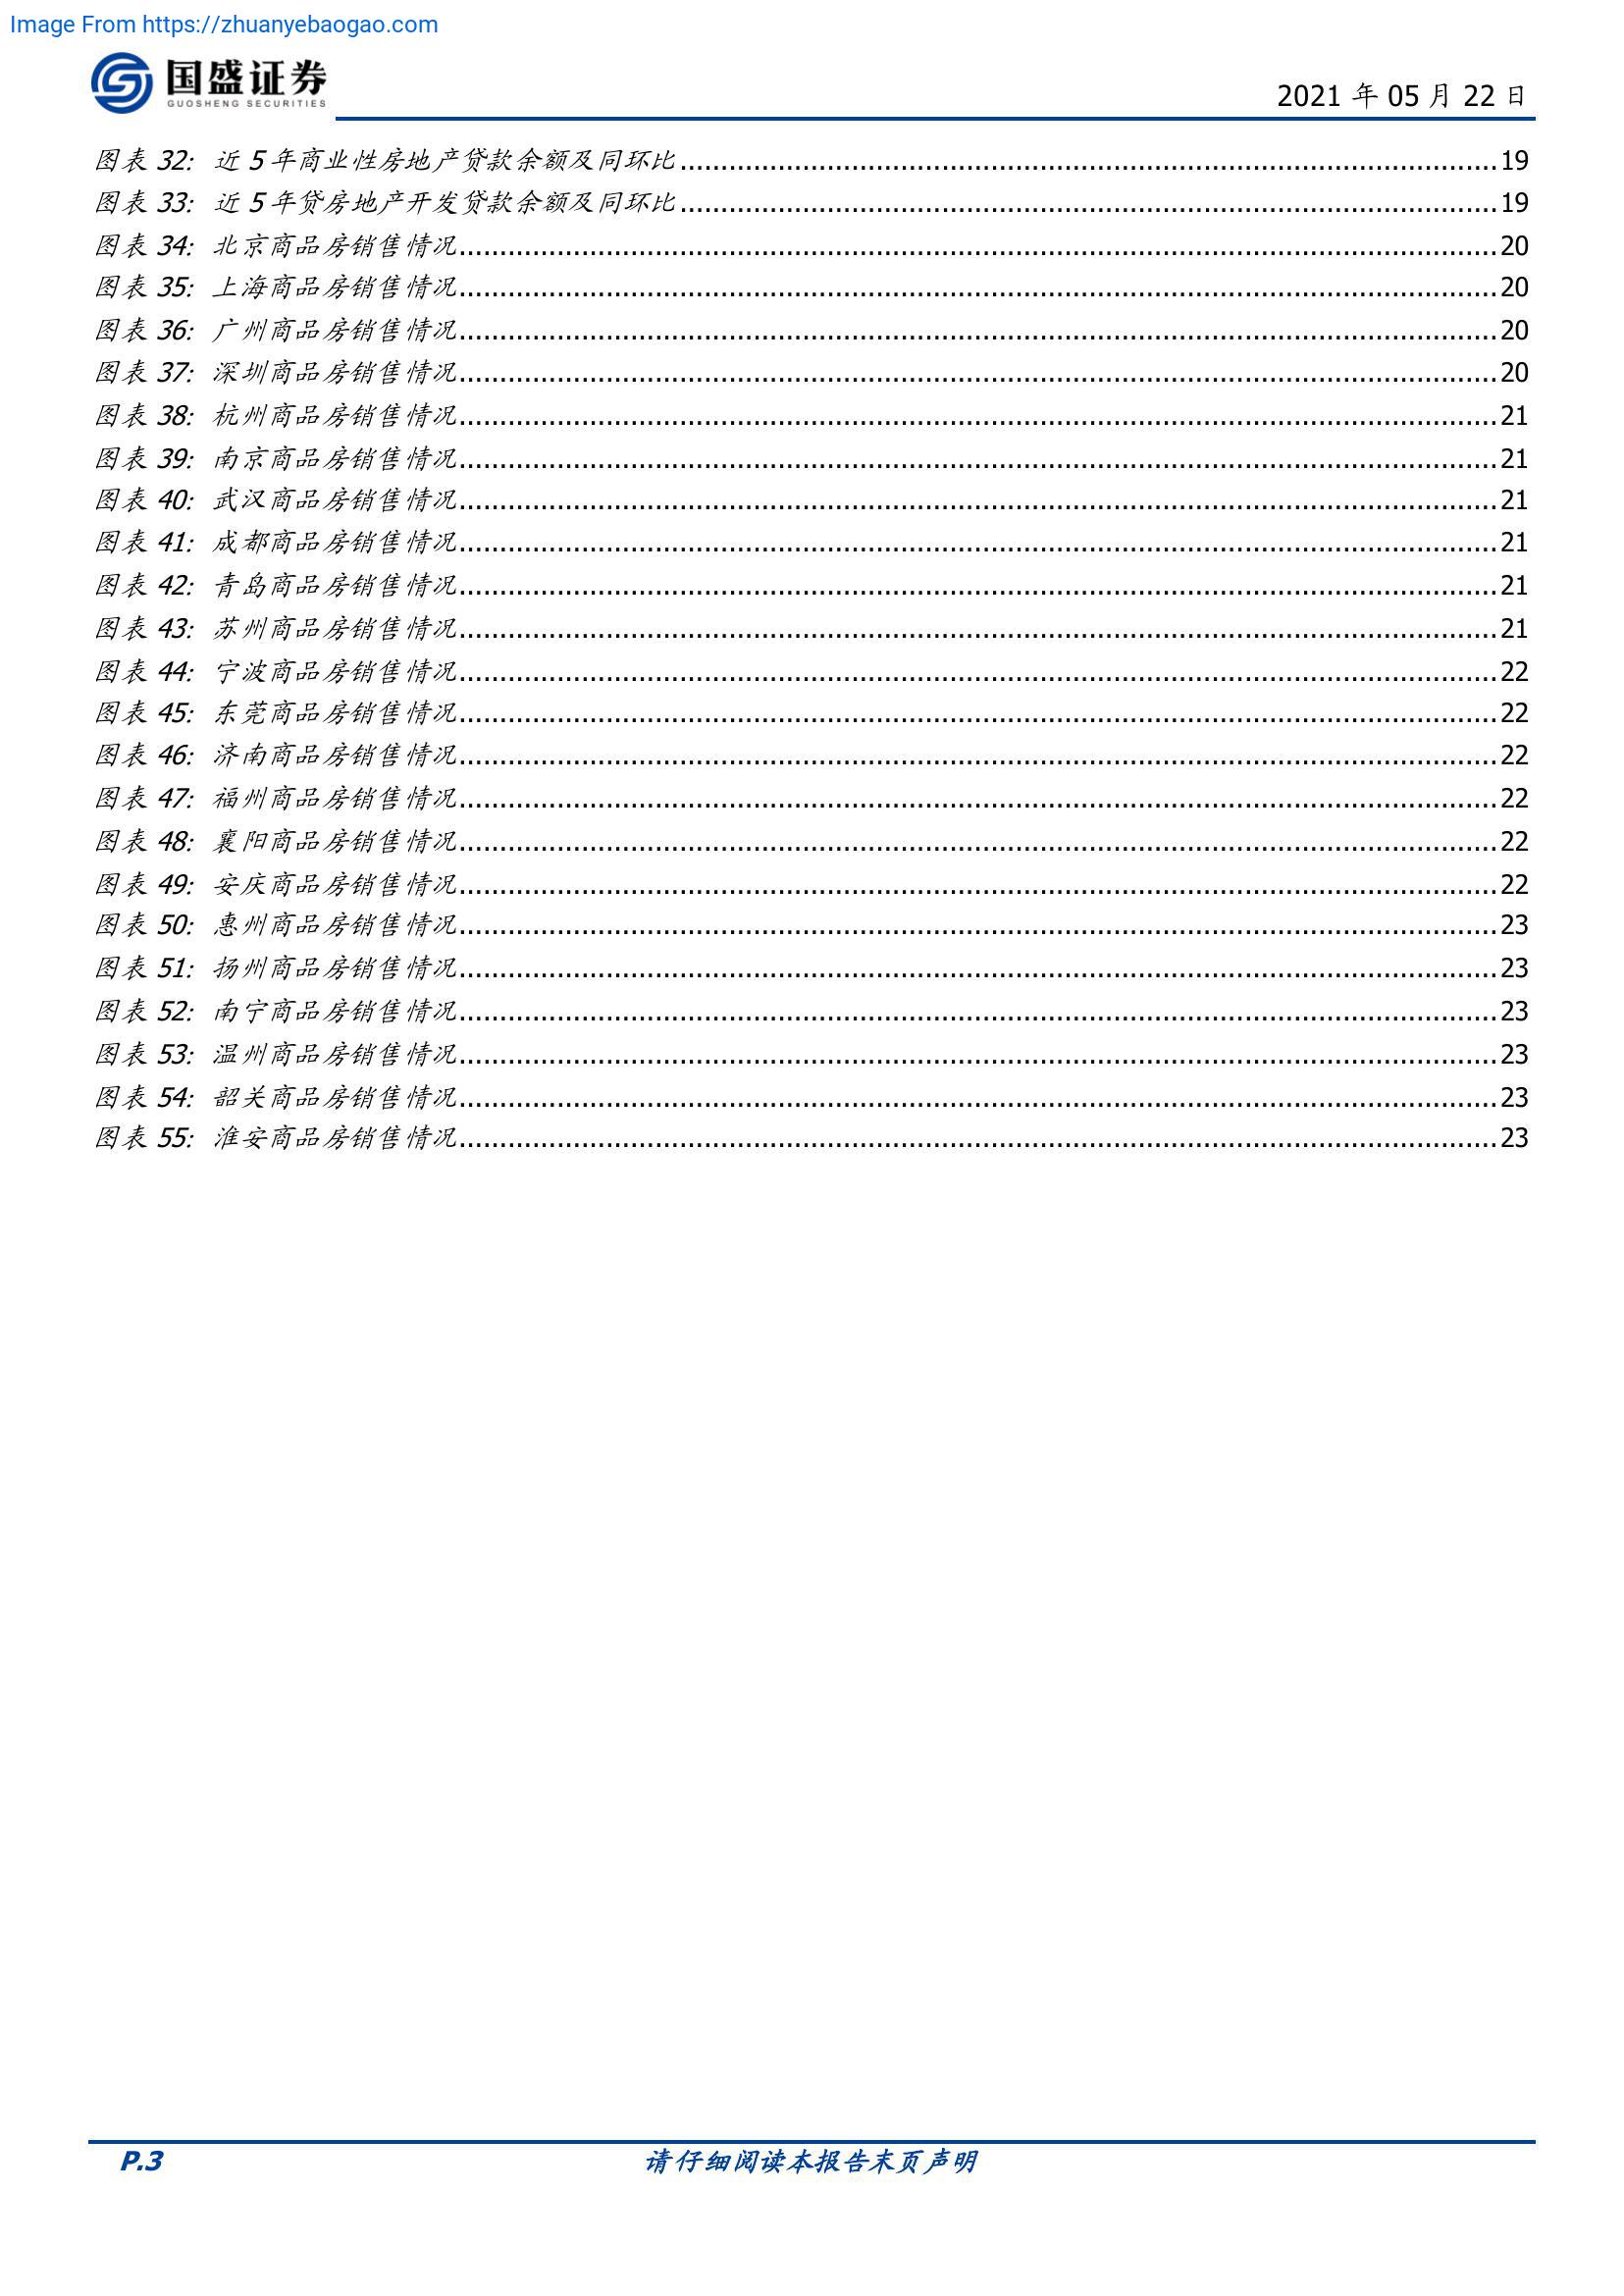 Image From https://zhuanyebaogao.com
国盛证券
GUOSHENG SECURITIES
2021 年 05 月 22 日
图表 32: 近 5 年商业性房地产贷款余额及同环比 19
图表 33: 近 5 年贷房地产开发贷款余额及同环比 19
图表 34: 北京商品房销售情况 20
图表 35: 上海商品房销售情况 20
图表 36: 广州商品房销售情况 20
图表 37: 深圳商品房销售情况 20
图表 38: 杭州商品房销售情况 21
图表 39: 南京商品房销售情况 21
图表 40: 武汉商品房销售情况 21
图表 41: 成都商品房销售情况 21
图表 42: 青岛商品房销售情况 21
图表 43: 苏州商品房销售情况 21
图表 44: 宁波商品房销售情况 22
图表 45: 东莞商品房销售情况 22
图表 46: 济南商品房销售情况 22
图表 47: 福州商品房销售情况 22
图表 48: 襄阳商品房销售情况 22
图表 49: 安庆商品房销售情况 22
图表 50: 惠州商品房销售情况 23
图表 51: 扬州商品房销售情况 23
图表 52: 南宁商品房销售情况 23
图表 53: 温州商品房销售情况 23
图表 54: 韶关商品房销售情况 23
图表 55: 淮安商品房销售情况 23
P.3 请仔细阅读本报告末页声明